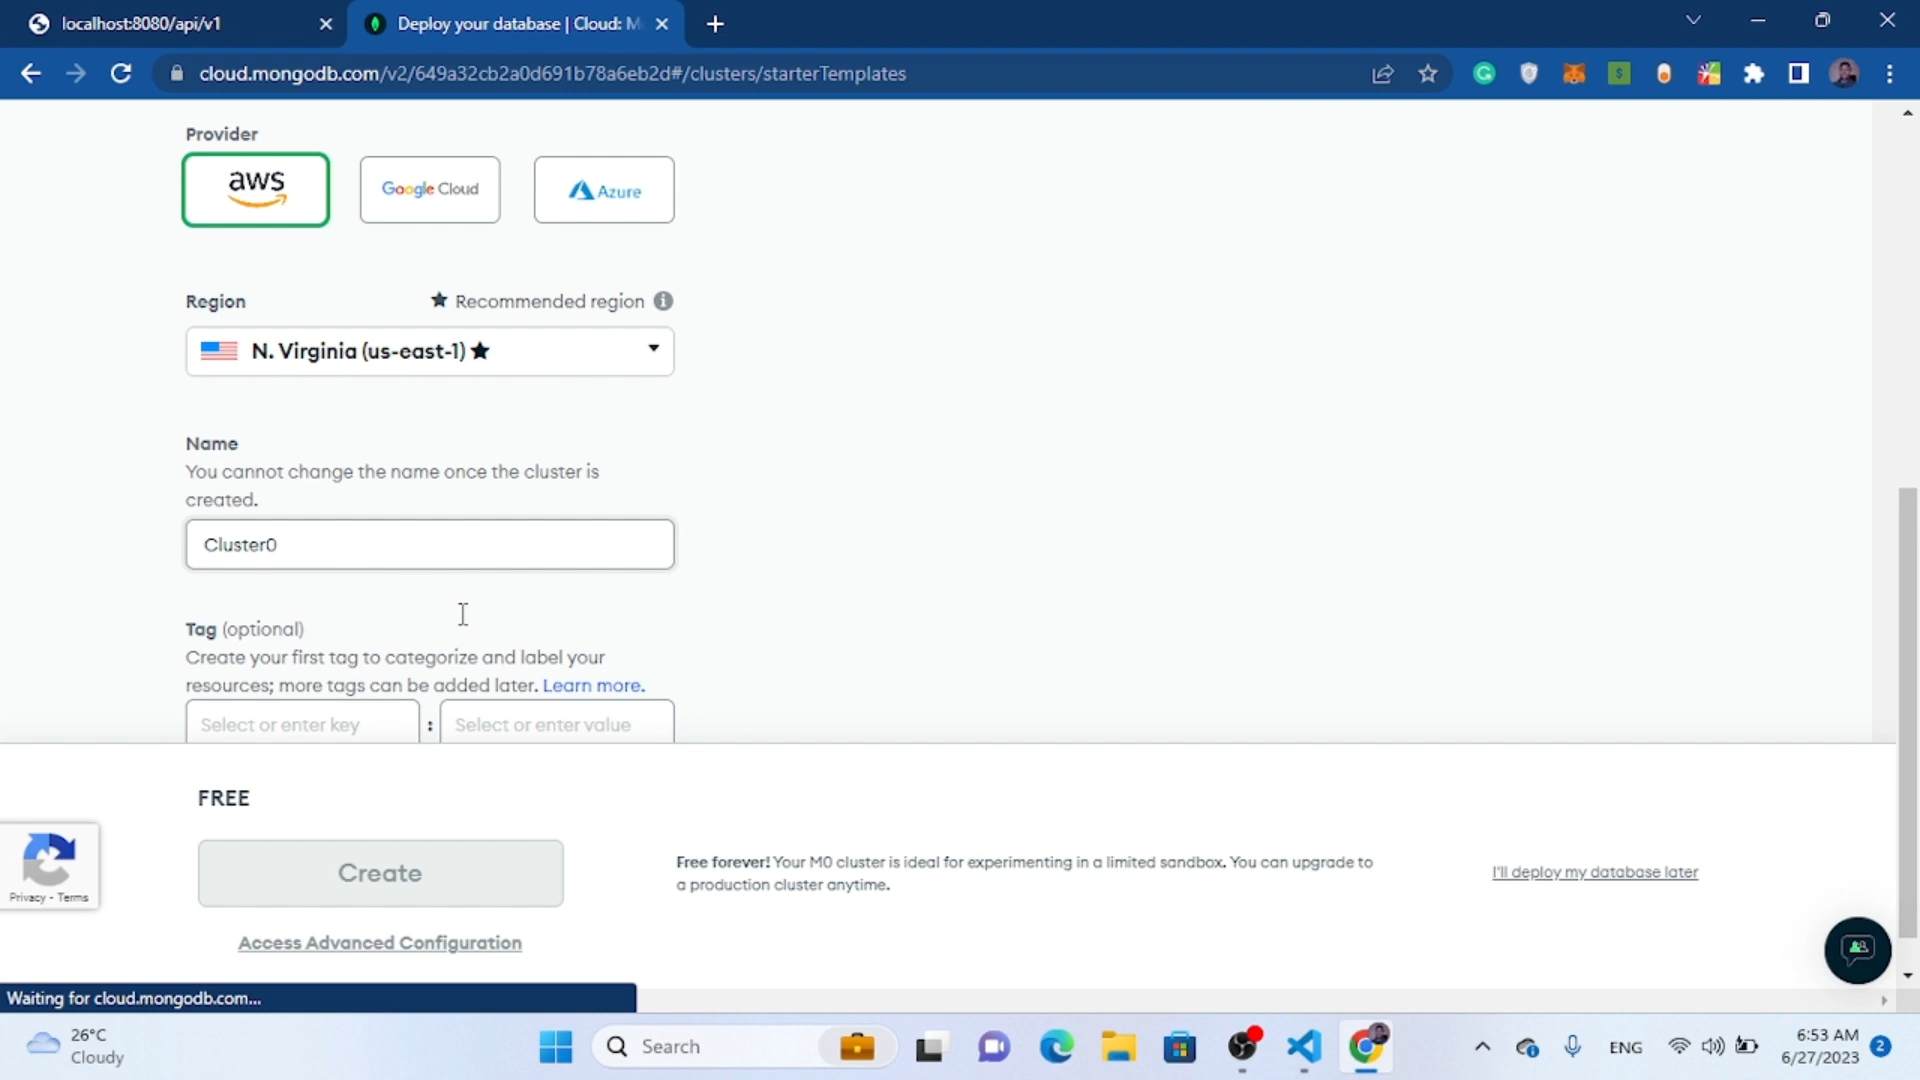 localhost:8080/api/v1
Deploy your database | Cloud: M
cloud.mongodb.com/v2/649a32cb2a0d691b78a6eb2d#/clusters/starterTemplates
Provider
aws
Google Cloud
Azure
Region
★ Recommended region
N. Virginia (us-east-1) ★
Name
You cannot change the name once the cluster is
created.
Cluster0
Tag (optional)
Create your first tag to categorize and label your
resources; more tags can be added later. Learn more.
Select or enter key : Select or enter value
FREE
Create
Free forever! Your M0 cluster is ideal for experimenting in a limited sandbox. You can upgrade to
a production cluster anytime.
I'll deploy my database later
Privacy - Terms
Access Advanced Configuration
Waiting for cloud.mongodb.com...
26°C
Cloudy
Search
ENG
6:53 AM
6/27/2023
2